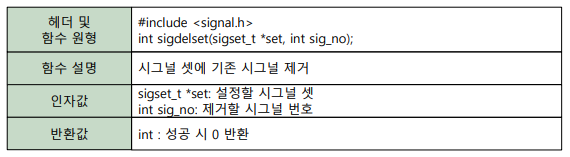 헤더 및
함수 원형
#include <signal.h>
int sigdelset(sigset_t *set, int sig_no);
함수 설명
시그널 셋에 기존 시그널 제거
인자값
sigset_t *set: 설정할 시그널 셋
int sig_no: 제거할 시그널 번호
반환값
int : 성공 시 0 반환